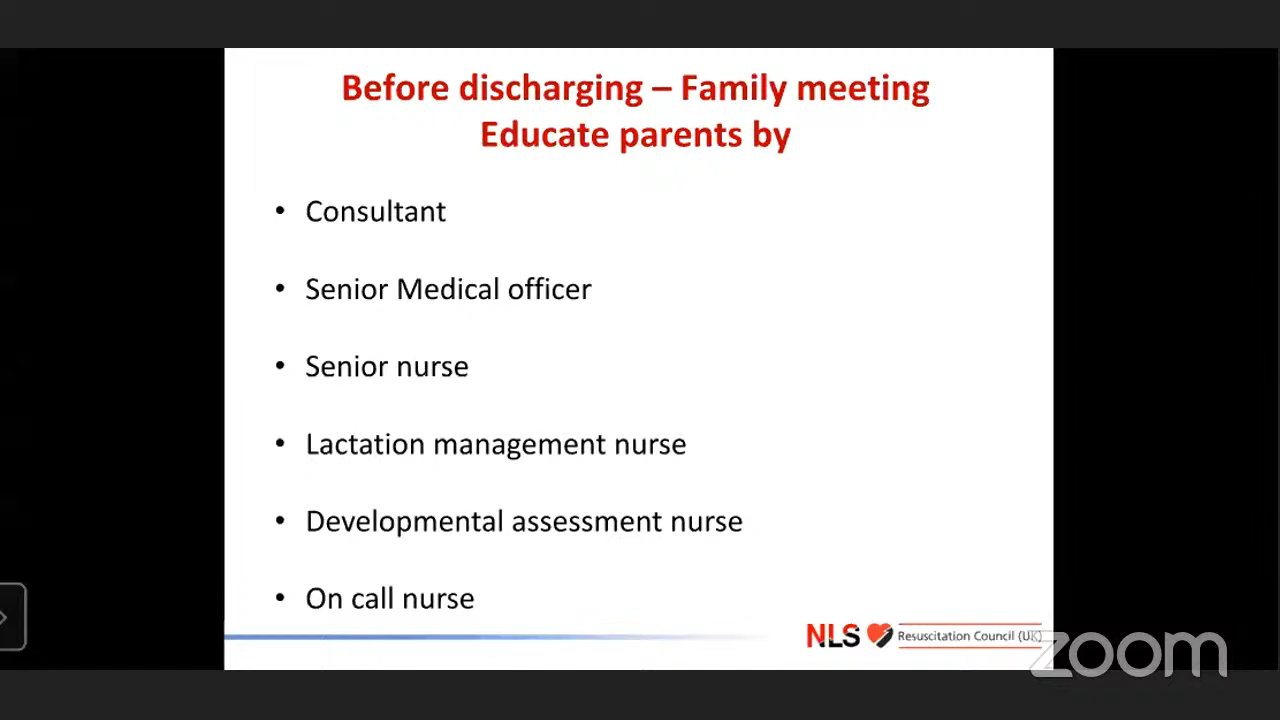 Before discharging – Family meeting
Educate parents by
• Consultant
• Senior Medical officer
• Senior nurse
• Lactation management nurse
• Developmental assessment nurse
• On call nurse
NLS Resuscitation Council (UK)
zoom